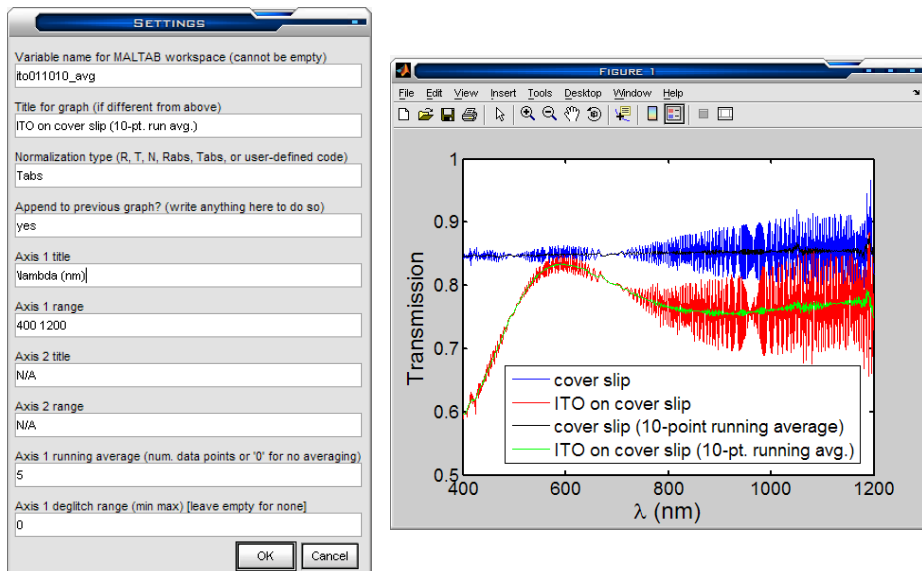 SETTINGS
Variable name for MALTAB workspace (cannot be empty)
ito011010_avg
Title for graph (if different from above)
ITO on cover slip (10-pt. run avg.)
Normalization type (R, T, N, Rabs, Tabs, or user-defined code)
Tabs
Append to previous graph? (write anything here to do so)
yes
Axis 1 title
\lambda (nm)
Axis 1 range
400 1200
Axis 2 title
N/A
Axis 2 range
N/A
Axis 1 running average (num. data points or '0' for no averaging)
5
Axis 1 deglitch range (min max) [leave empty for none]
0
OK Cancel
FIGURE 1
File Edit View Insert Tools Desktop Window Help
1
0.9
0.8
0.7
0.6
0.5
Transmission
cover slip
ITO on cover slip
cover slip (10-point running average)
ITO on cover slip (10-pt. running avg.)
400 600 800 1000 1200
λ (nm)